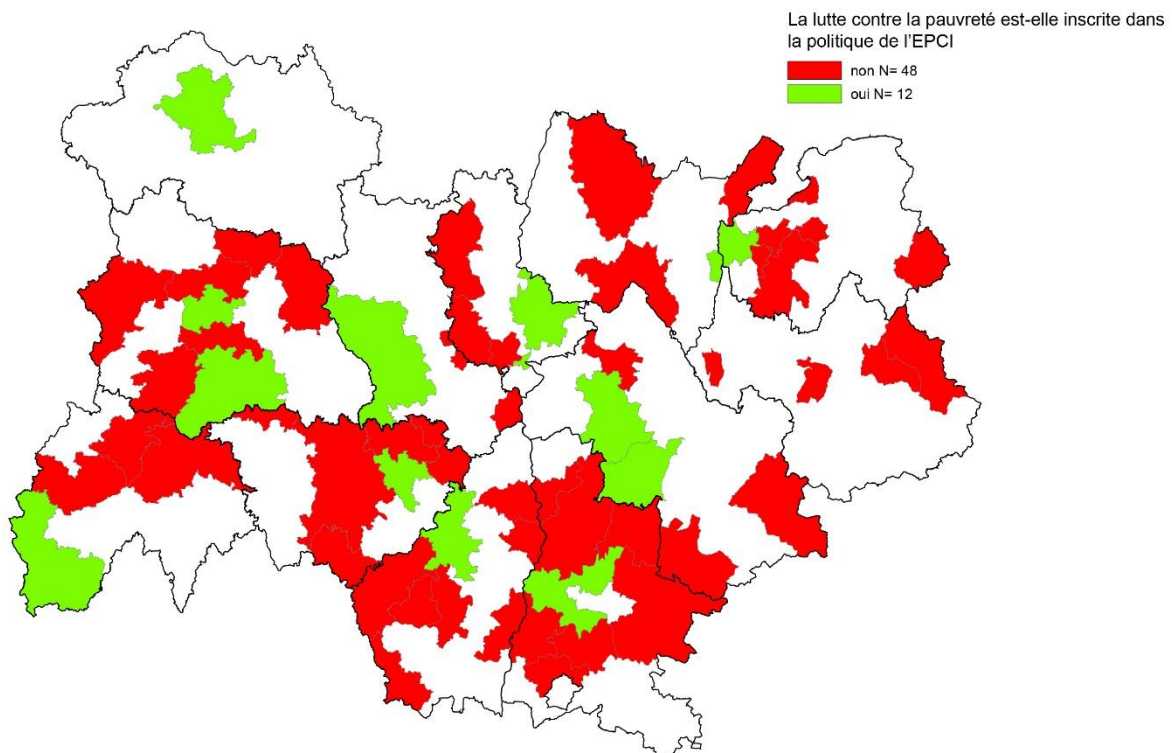 La lutte contre la pauvreté est-elle inscrite dans
la politique de l’EPCI
non N= 48
oui N= 12